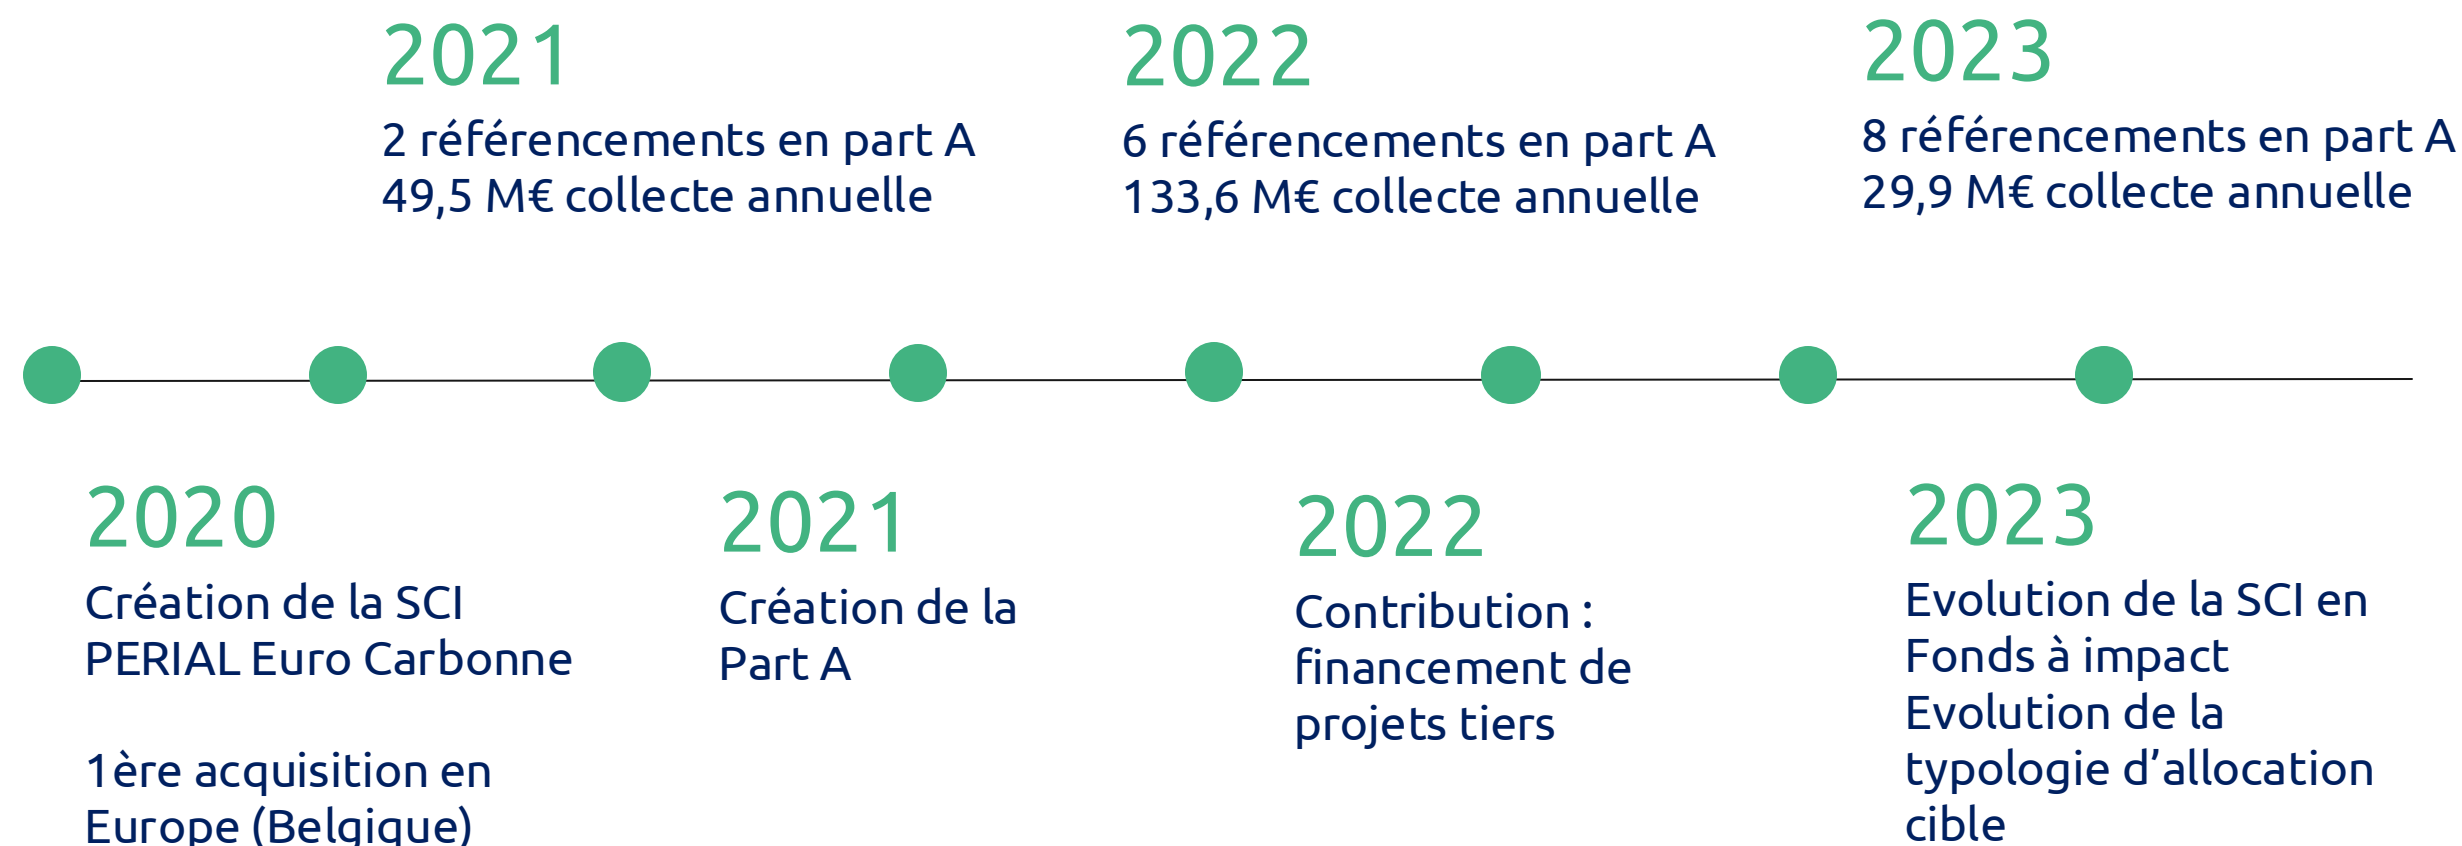 2021
2 référencements en part A
49,5 M€ collecte annuelle
2022
6 référencements en part A
133,6 M€ collecte annuelle
2023
8 référencements en part A
29,9 M€ collecte annuelle
2020
Création de la SCI
PERIAL Euro Carbonne
1ère acquisition en
Europe (Belgique)
2021
Création de la
Part A
2022
Contribution :
financement de
projets tiers
2023
Evolution de la SCI en
Fonds à impact
Evolution de la
typologie d’allocation
cible